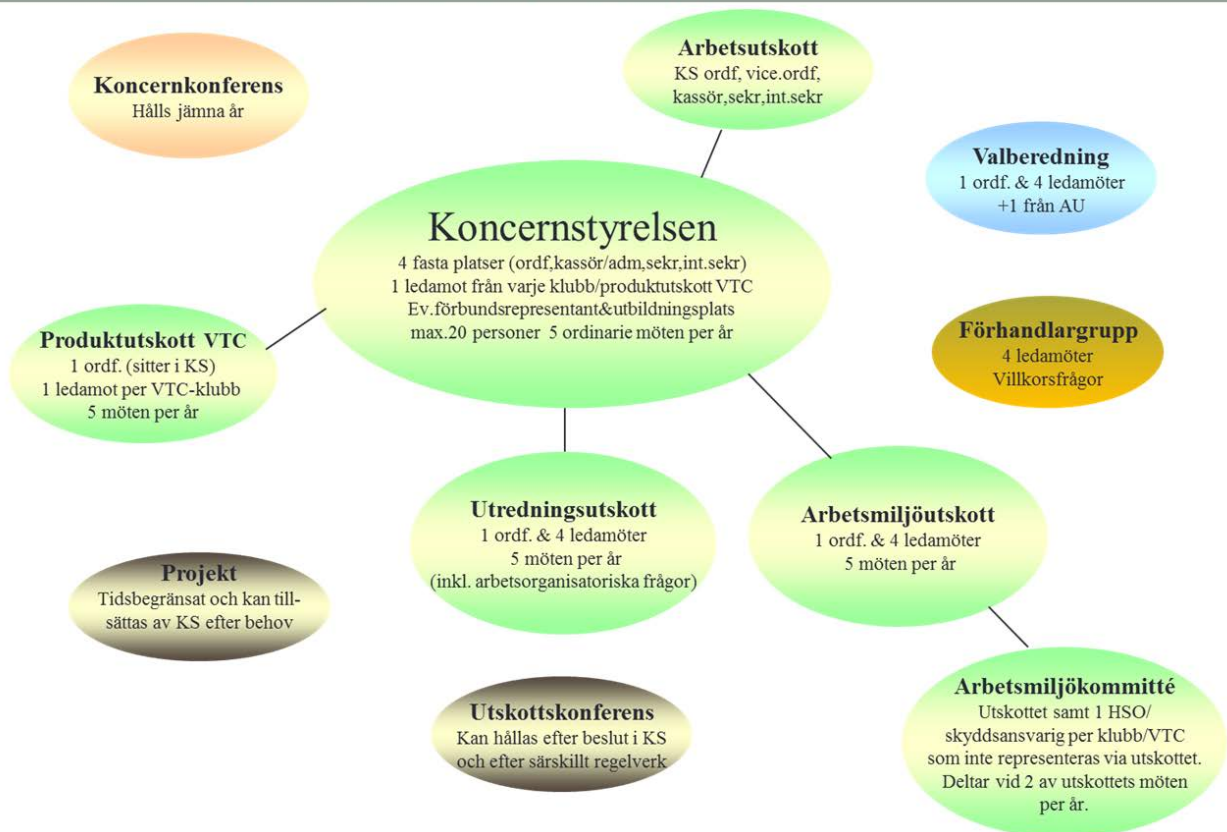 Koncernkonferens
Hålls jämna år
Arbetsutskott
KS ordf, vice.ordf,
kassör,sekr,int.sekr
Valberedning
1 ordf. & 4 ledamöter
+1 från AU
Koncernstyrelsen
4 fasta platser (ordf,kassör/adm,sekr,int.sekr)
1 ledamot från varje klubb/produktutskott VTC
Ev.förbundsrepresentant&utbildningsplats
max.20 personer 5 ordinarie möten per år
Produktutskott VTC
1 ordf. (sitter i KS)
1 ledamot per VTC-klubb
5 möten per år
Förhandlargrupp
4 ledamöter
Villkorsfrågor
Utredningsutskott
1 ordf. & 4 ledamöter
5 möten per år
(inkl. arbetsorganisatoriska frågor)
Arbetsmiljöutskott
1 ordf. & 4 ledamöter
5 möten per år
Projekt
Tidsbegränsat och kan till-
sättas av KS efter behov
Utskottskonferens
Kan hållas efter beslut i KS
och efter särskillt regelverk
Arbetsmiljökommitté
Utskottet samt 1 HSO/
skyddsansvarig per klubb/VTC
som inte representeras via utskottet.
Deltar vid 2 av utskottets möten
per år.